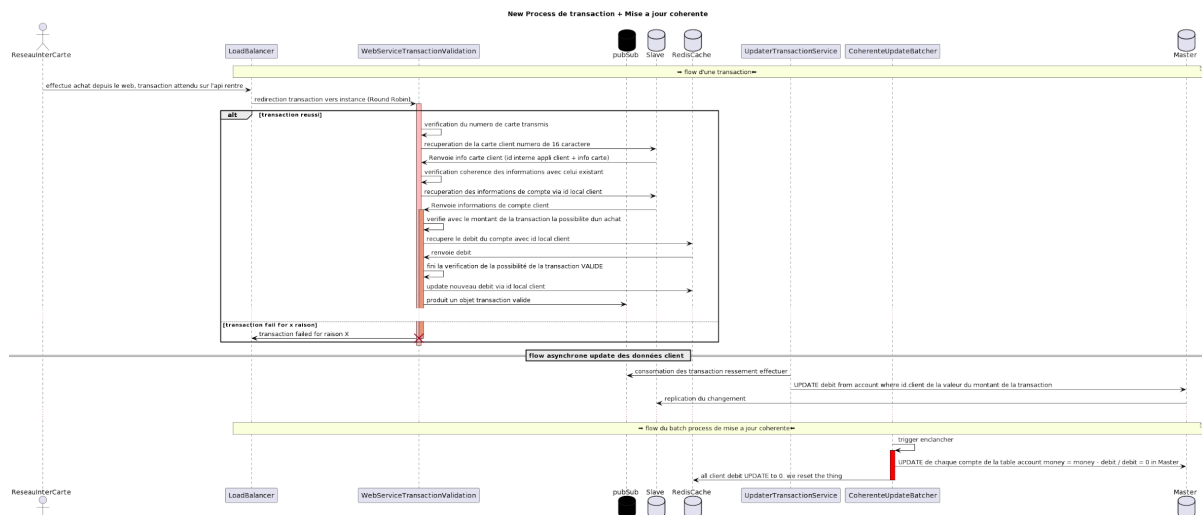 New Process de transaction + Mise a jour coherente
ReseauInterCarte
LoadBalancer
WebServiceTransactionValidation
pubSub
Slave
RedisCache
UpdaterTransactionService
CoherenteUpdateBatcher
Master
flow d'une transaction
effectue achat depuis le web, transaction attendu sur l'api rentre
redirection transaction vers instance (Round Robin)
alt [transaction reussi]
verification du numero de carte transmis
recuperation de la carte client numero de 16 caractere
Renvoie info carte client (id interne appli client + info carte)
verification coherence des informations avec celui existant
recuperation des informations de compte via id local client
Renvoie informations de compte client
verifie avec le montant de la transaction la possibilite dun achat
recupere le debit du compte avec id local client
renvoie debit
fini la verification de la possibilité de la transaction VALIDE
update nouveau debit via id local client
produit un objet transaction valide
[transaction fail for x raison]
transaction failed for raison X
flow asynchrone update des données client
consomation des transaction ressement effectuer
UPDATE debit from account where id.client de la valeur du montant de la transaction
replication du changement
flow du batch process de mise a jour coherente
trigger enclancher
UPDATE de chaque compte de la table account money = money - debit / debit = 0 in Master
all client debit UPDATE to 0. we reset the thing
ReseauInterCarte
LoadBalancer
WebServiceTransactionValidation
pubSub
Slave
RedisCache
UpdaterTransactionService
CoherenteUpdateBatcher
Master